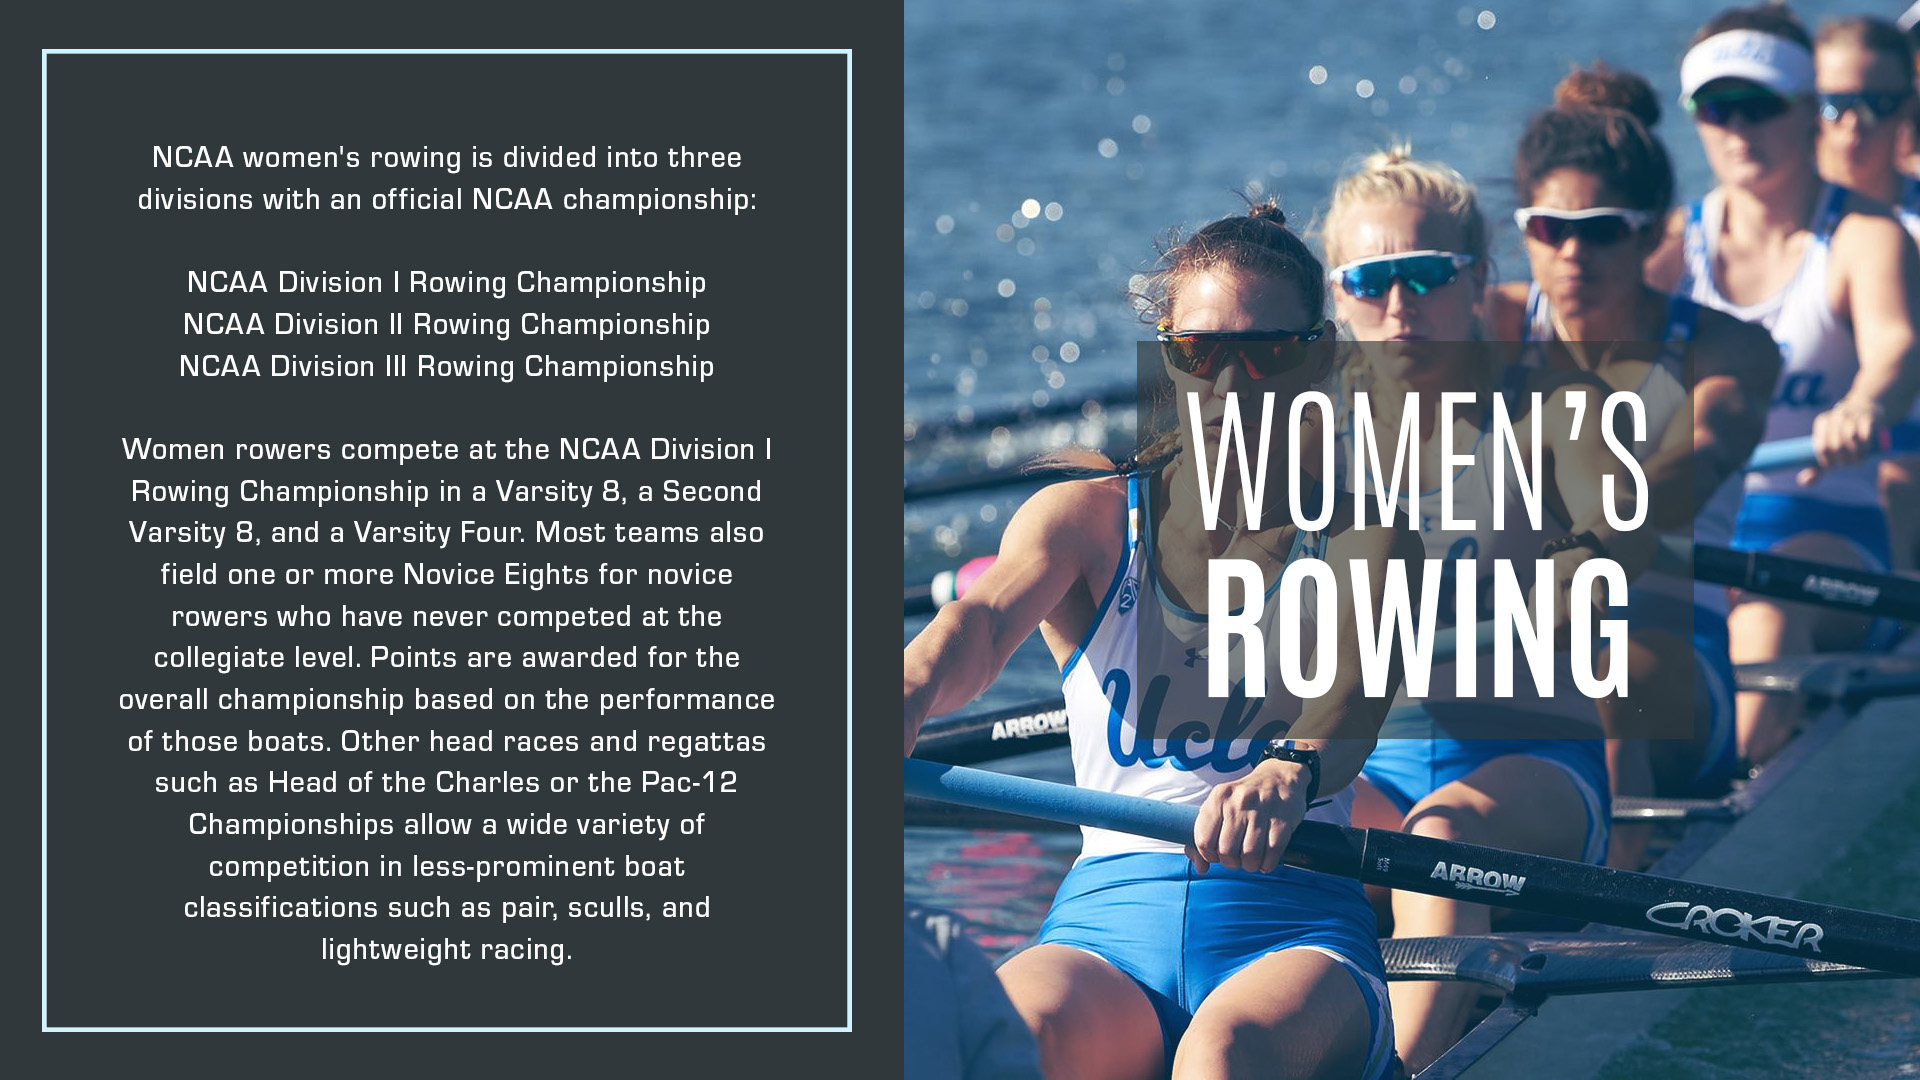 NCAA women's rowing is divided into three
divisions with an official NCAA championship:
NCAA Division I Rowing Championship
NCAA Division II Rowing Championship
NCAA Division III Rowing Championship
Women rowers compete at the NCAA Division I
Rowing Championship in a Varsity 8, a Second
Varsity 8, and a Varsity Four. Most teams also
field one or more Novice Eights for novice
rowers who have never competed at the
collegiate level. Points are awarded for the
overall championship based on the performance
of those boats. Other head races and regattas
such as Head of the Charles or the Pac-12
Championships allow a wide variety of
competition in less-prominent boat
classifications such as pair, sculls, and
lightweight racing.
WOMEN’S
ROWING
Ucla
ARROW
ARROW
CROKER
ARROW